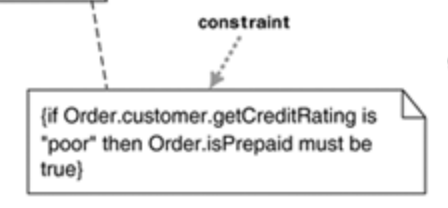 constraint
{if Order.customer.getCreditRating is
"poor" then Order.isPrepaid must be
true}